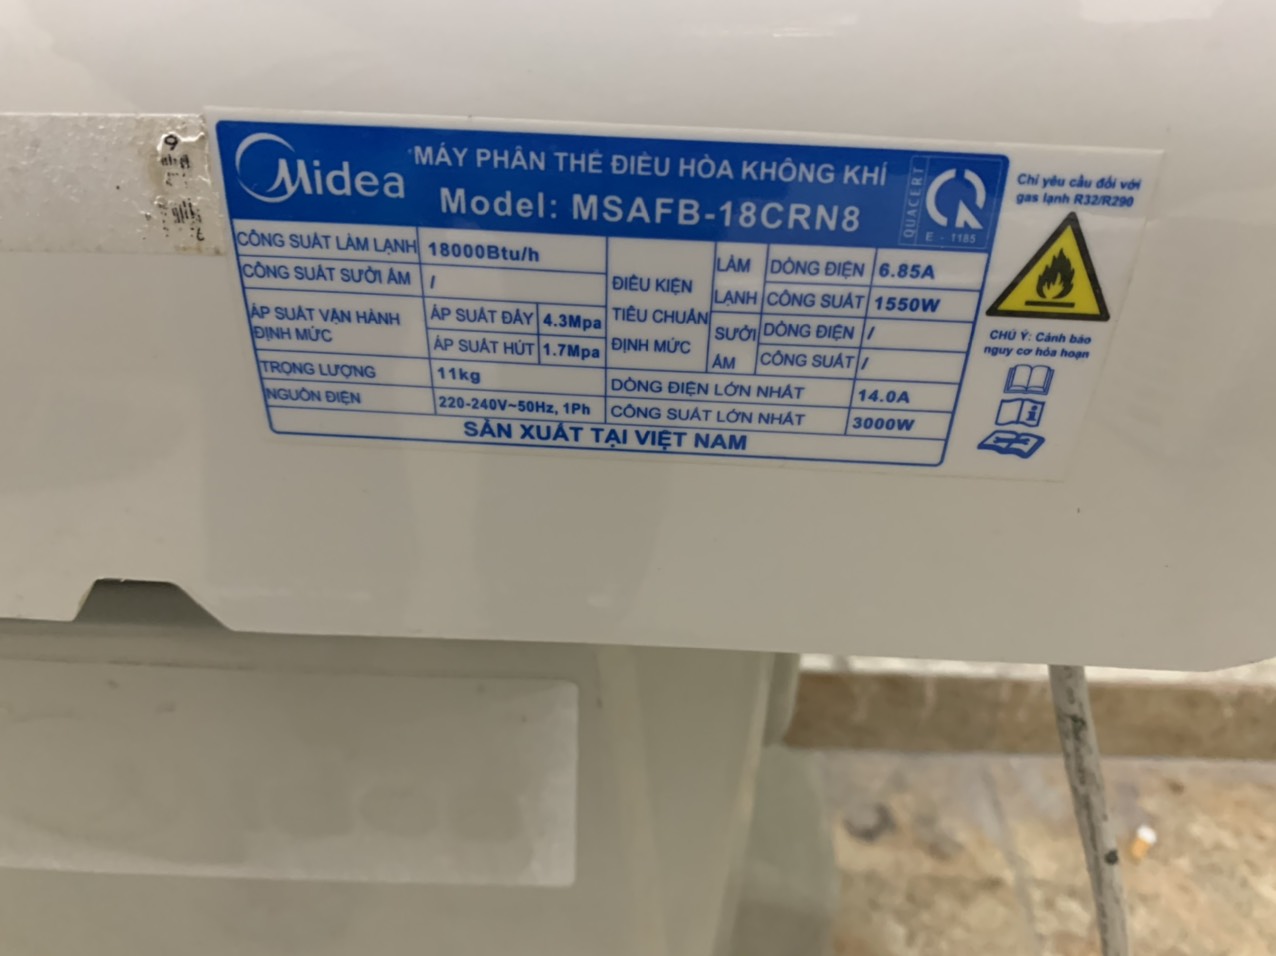 Midea
MÁY PHÂN THỂ ĐIỀU HÒA KHÔNG KHÍ
Model: MSAFB-18CRN8
QUACERT
E - 1185
CÔNG SUẤT LÀM LẠNH 18000Btu/h
CÔNG SUẤT SƯỞI ẤM /
ÁP SUẤT VẬN HÀNH ĐỊNH MỨC
ÁP SUẤT ĐẨY 4.3Mpa
ÁP SUẤT HÚT 1.7Mpa
TRỌNG LƯỢNG 11kg
NGUỒN ĐIỆN 220-240V~50Hz, 1Ph
ĐIỀU KIỆN
TIÊU CHUẨN
ĐỊNH MỨC
LÀM LẠNH
DÒNG ĐIỆN 6.85A
CÔNG SUẤT 1550W
SƯỞI ẤM
DÒNG ĐIỆN /
CÔNG SUẤT /
DÒNG ĐIỆN LỚN NHẤT 14.0A
CÔNG SUẤT LỚN NHẤT 3000W
SẢN XUẤT TẠI VIỆT NAM
Chỉ yêu cầu đối với
gas lạnh R32/R290
CHÚ Ý: Cảnh báo
nguy cơ hỏa hoạn
9